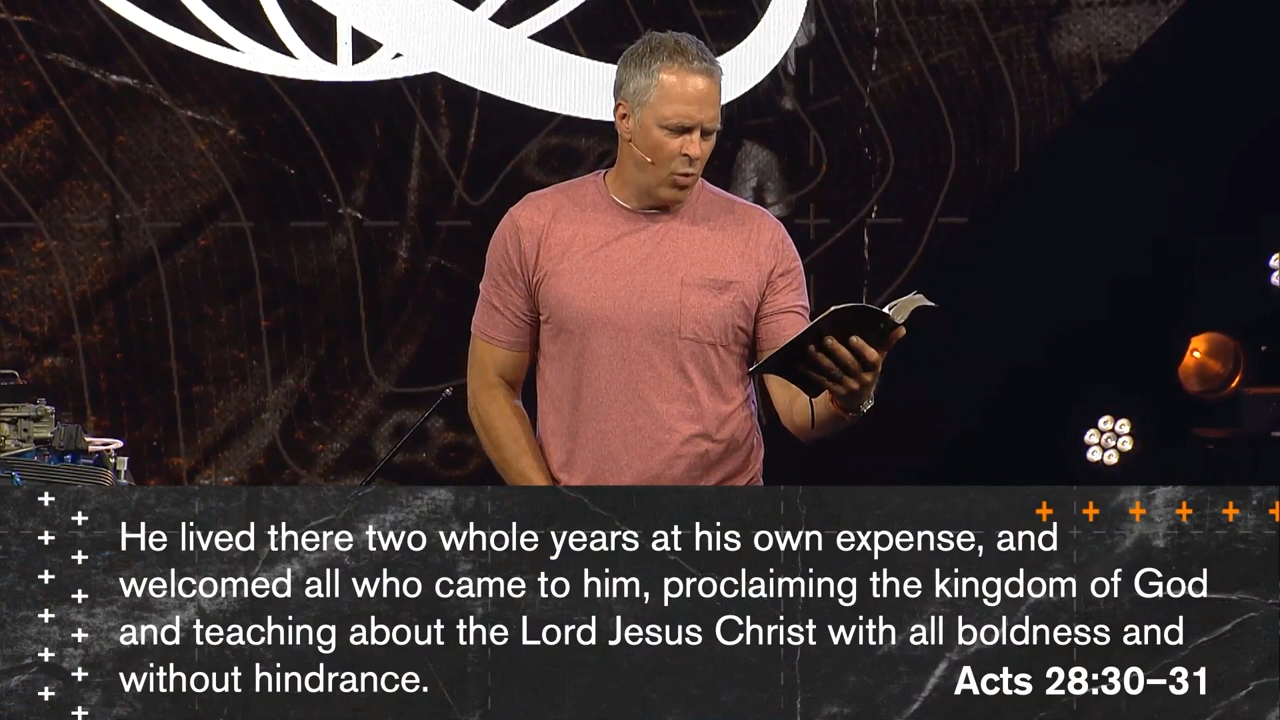 He lived there two whole years at his own expense, and
welcomed all who came to him, proclaiming the kingdom of God
and teaching about the Lord Jesus Christ with all boldness and
without hindrance.
Acts 28:30–31